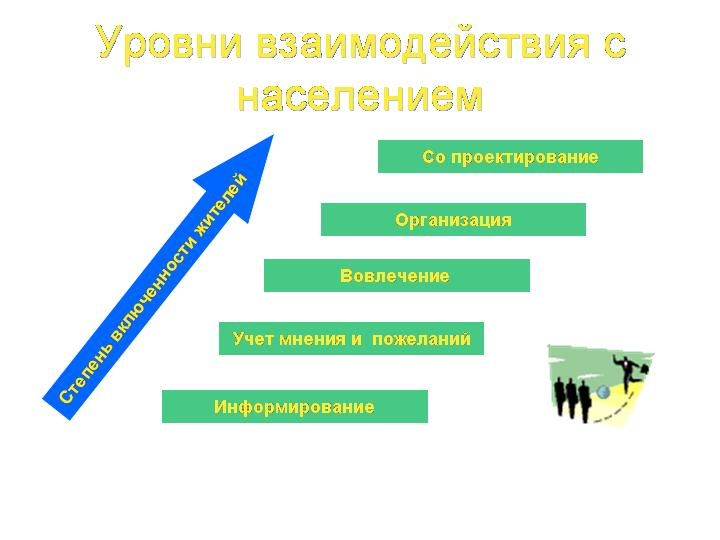 Уровни взаимодействия с
населением
Со проектирование
Организация
Вовлечение
Учет мнения и  пожеланий
Информирование
Степень включенности жителей